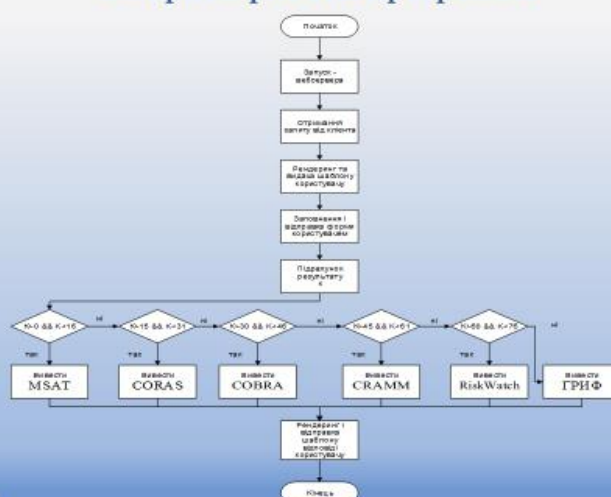 Початок
Запуск -
вебсервера
Отримання
запиту від клієнта
Рендеринг та
видача шаблону
користувачу
Заповнення і
відправка форми
користувачем
Підрахунок
результату
К
К>0 && К<16
ні
К>15 && К<31
ні
К>30 && К<46
ні
К>45 && К<61
ні
К>60 && К<76
ні
так
так
так
так
так
вивести
MSAT
вивести
CORAS
вивести
COBRA
вивести
CRAMM
вивести
RiskWatch
вивести
ГРИФ
Рендеринг і
відправка
шаблону
відповіді
користувачу
Кінець